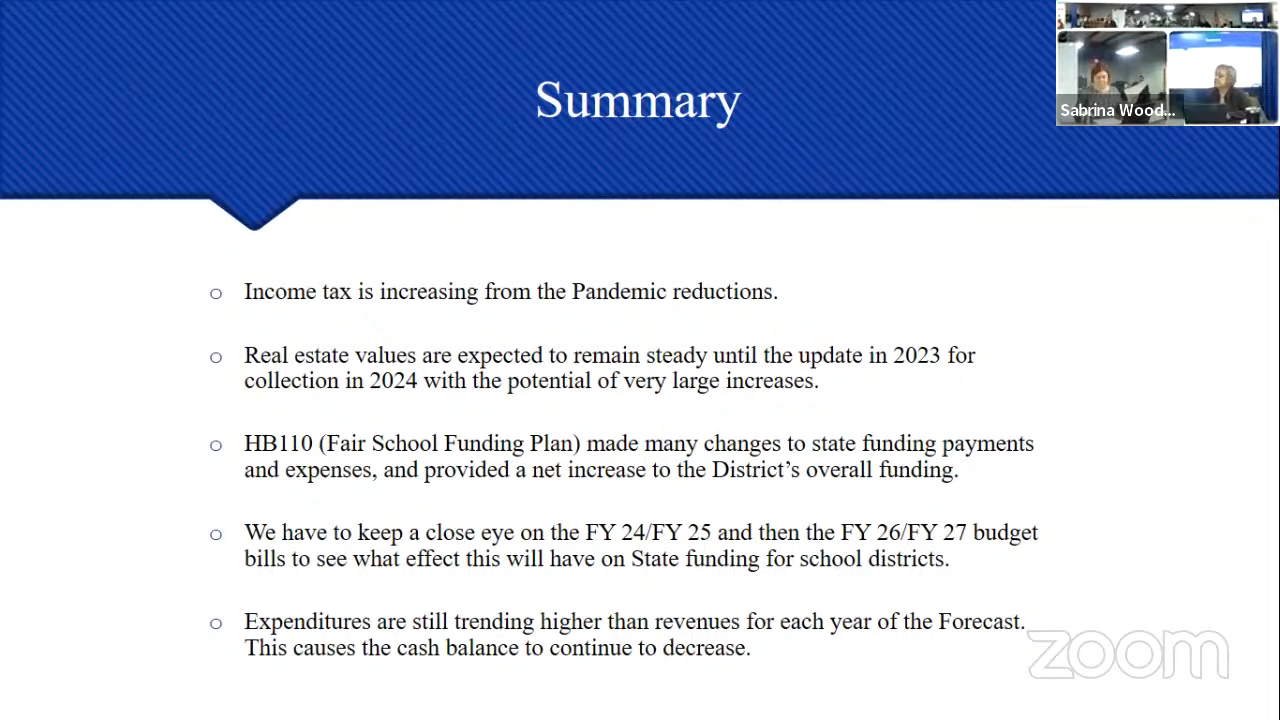 Summary
Sabrina Wood...
o Income tax is increasing from the Pandemic reductions.
o Real estate values are expected to remain steady until the update in 2023 for
collection in 2024 with the potential of very large increases.
o HB110 (Fair School Funding Plan) made many changes to state funding payments
and expenses, and provided a net increase to the District’s overall funding.
o We have to keep a close eye on the FY 24/FY 25 and then the FY 26/FY 27 budget
bills to see what effect this will have on State funding for school districts.
o Expenditures are still trending higher than revenues for each year of the Forecast.
This causes the cash balance to continue to decrease.
zoom